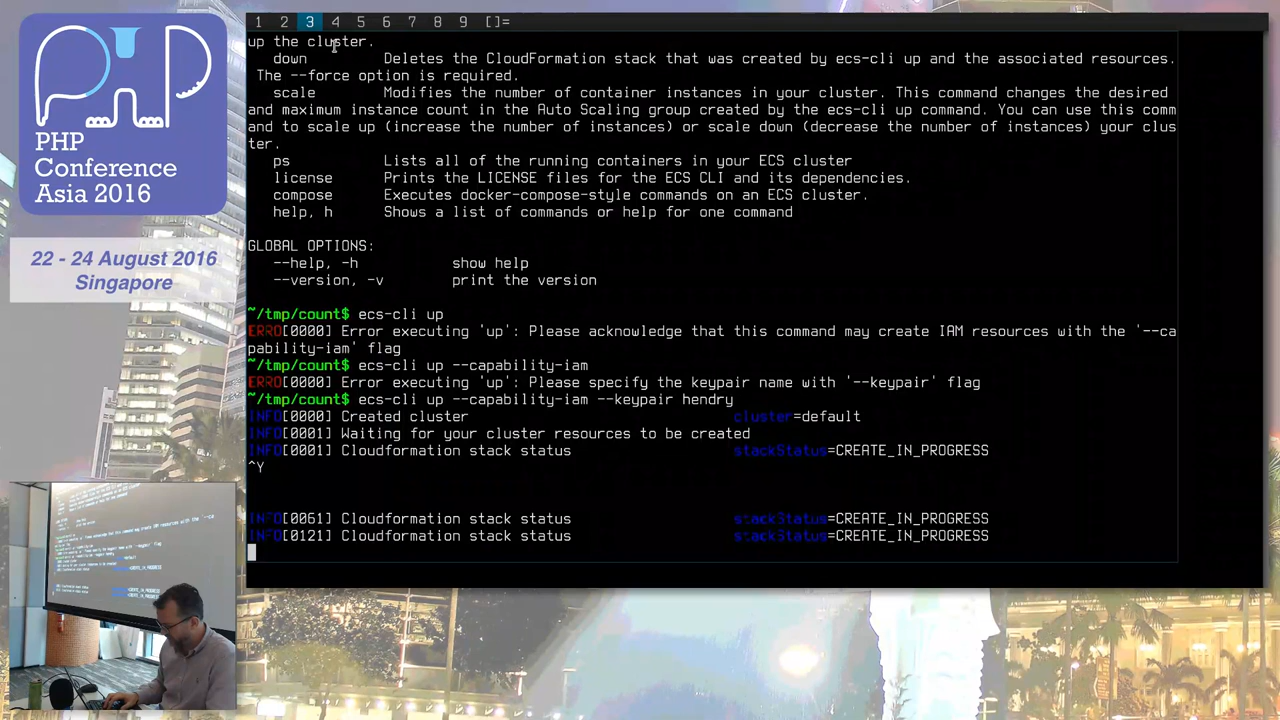 1 2 3 4 5 6 7 8 9 []=
up the cluster.
down Deletes the CloudFormation stack that was created by ecs-cli up and the associated resources.
The --force option is required.
scale Modifies the number of container instances in your cluster. This command changes the desired
and maximum instance count in the Auto Scaling group created by the ecs-cli up command. You can use this comm
and to scale up (increase the number of instances) or scale down (decrease the number of instances) your clus
ter.
ps Lists all of the running containers in your ECS cluster
license Prints the LICENSE files for the ECS CLI and its dependencies.
compose Executes docker-compose-style commands on an ECS cluster.
help, h Shows a list of commands or help for one command
GLOBAL OPTIONS:
--help, -h show help
--version, -v print the version
~/tmp/count$ ecs-cli up
ERRO[0000] Error executing 'up': Please acknowledge that this command may create IAM resources with the '--ca
pability-iam' flag
~/tmp/count$ ecs-cli up --capability-iam
ERRO[0000] Error executing 'up': Please specify the keypair name with '--keypair' flag
~/tmp/count$ ecs-cli up --capability-iam --keypair hendry
INFO[0000] Created cluster cluster=default
INFO[0001] Waiting for your cluster resources to be created
INFO[0001] Cloudformation stack status stackStatus=CREATE_IN_PROGRESS
^Y
INFO[0061] Cloudformation stack status stackStatus=CREATE_IN_PROGRESS
INFO[0121] Cloudformation stack status stackStatus=CREATE_IN_PROGRESS
PHP
PHP
Conference
Asia 2016
22 - 24 August 2016
Singapore